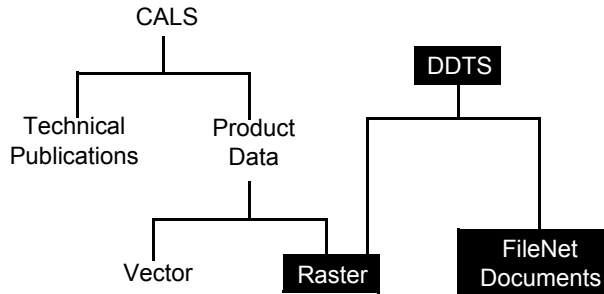 CALS
DDTS
Technical
Publications
Product
Data
Vector
Raster
FileNet
Documents